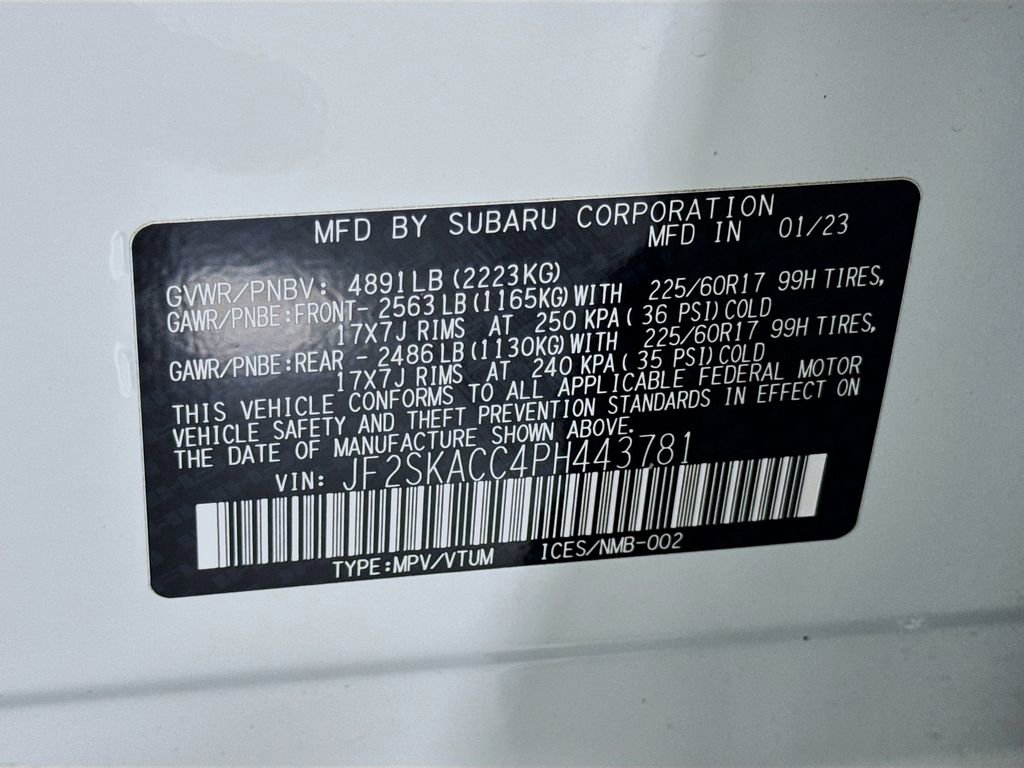 MFD BY SUBARU CORPORATION
MFD IN 01/23
GVWR/PNBV: 4891LB(2223KG)
GAWR/PNBE:FRONT- 2563LB(1165KG)WITH 225/60R17 99H TIRES,
17X7J RIMS AT 250 KPA( 36 PSI)COLD
GAWR/PNBE:REAR - 2486LB(1130KG)WITH 225/60R17 99H TIRES,
17X7J RIMS AT 240 KPA( 35 PSI)COLD
THIS VEHICLE CONFORMS TO ALL APPLICABLE FEDERAL MOTOR
VEHICLE SAFETY AND THEFT PREVENTION STANDARDS IN EFFECT ON
THE DATE OF MANUFACTURE SHOWN ABOVE.
VIN: JF2SKACC4PH443781
TYPE:MPV/VTUM ICES/NMB-002